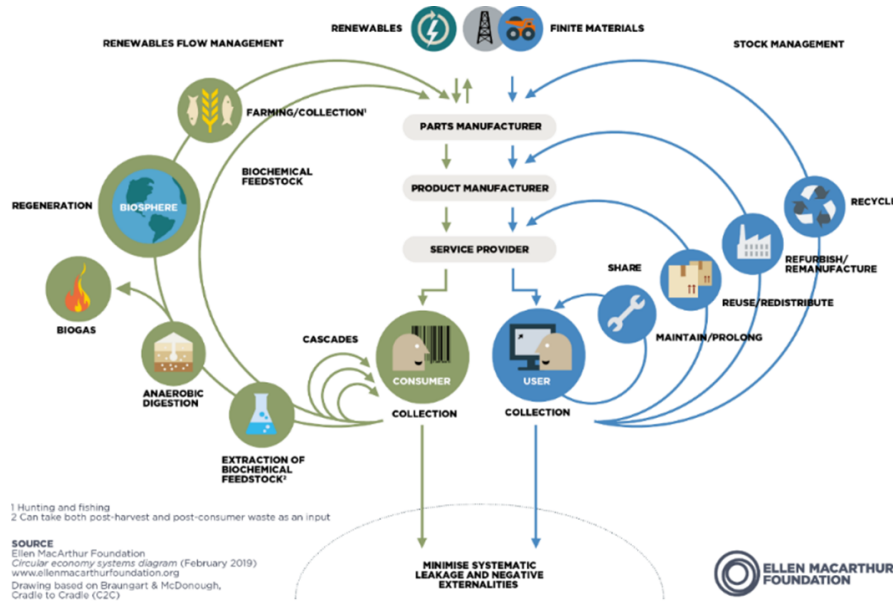 RENEWABLES
FINITE MATERIALS
RENEWABLES FLOW MANAGEMENT
STOCK MANAGEMENT
FARMING/COLLECTION¹
PARTS MANUFACTURER
BIOCHEMICAL
FEEDSTOCK
PRODUCT MANUFACTURER
REGENERATION
BIOSPHERE
RECYCLE
SERVICE PROVIDER
SHARE
REFURBISH/
REMANUFACTURE
REUSE/REDISTRIBUTE
BIOGAS
CASCADES
MAINTAIN/PROLONG
CONSUMER
USER
ANAEROBIC
DIGESTION
COLLECTION
COLLECTION
EXTRACTION OF
BIOCHEMICAL
FEEDSTOCK²
1 Hunting and fishing
2 Can take both post-harvest and post-consumer waste as an input
SOURCE
Ellen MacArthur Foundation
Circular economy systems diagram (February 2019)
www.ellenmacarthurfoundation.org
Drawing based on Braungart & McDonough,
Cradle to Cradle (C2C)
MINIMISE SYSTEMATIC
LEAKAGE AND NEGATIVE
EXTERNALITIES
ELLEN MACARTHUR
FOUNDATION